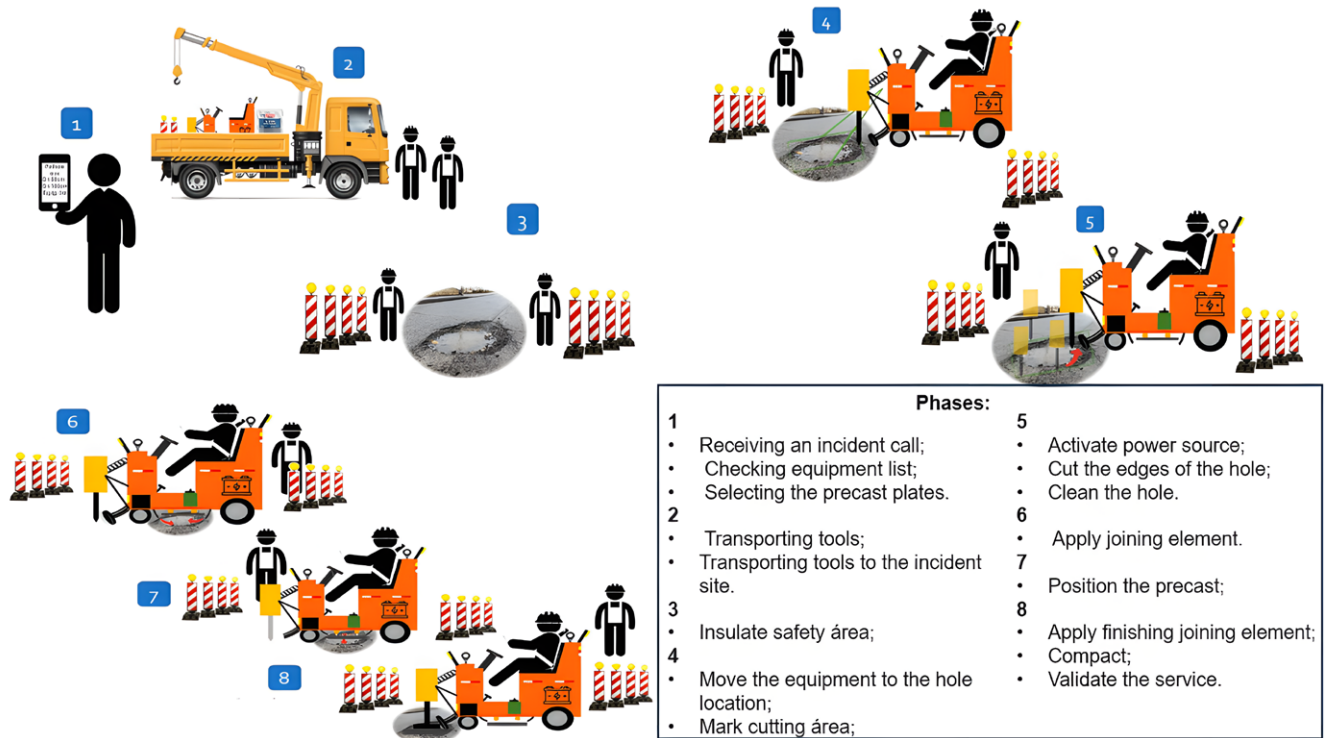 1
2
3
4
5
6
7
8
Phases:
1
• Receiving an incident call;
• Checking equipment list;
• Selecting the precast plates.
2
• Transporting tools;
• Transporting tools to the incident
site.
3
• Insulate safety área;
4
• Move the equipment to the hole
location;
• Mark cutting área;
5
• Activate power source;
• Cut the edges of the hole;
• Clean the hole.
6
• Apply joining element.
7
• Position the precast;
8
• Apply finishing joining element;
• Compact;
• Validate the service.